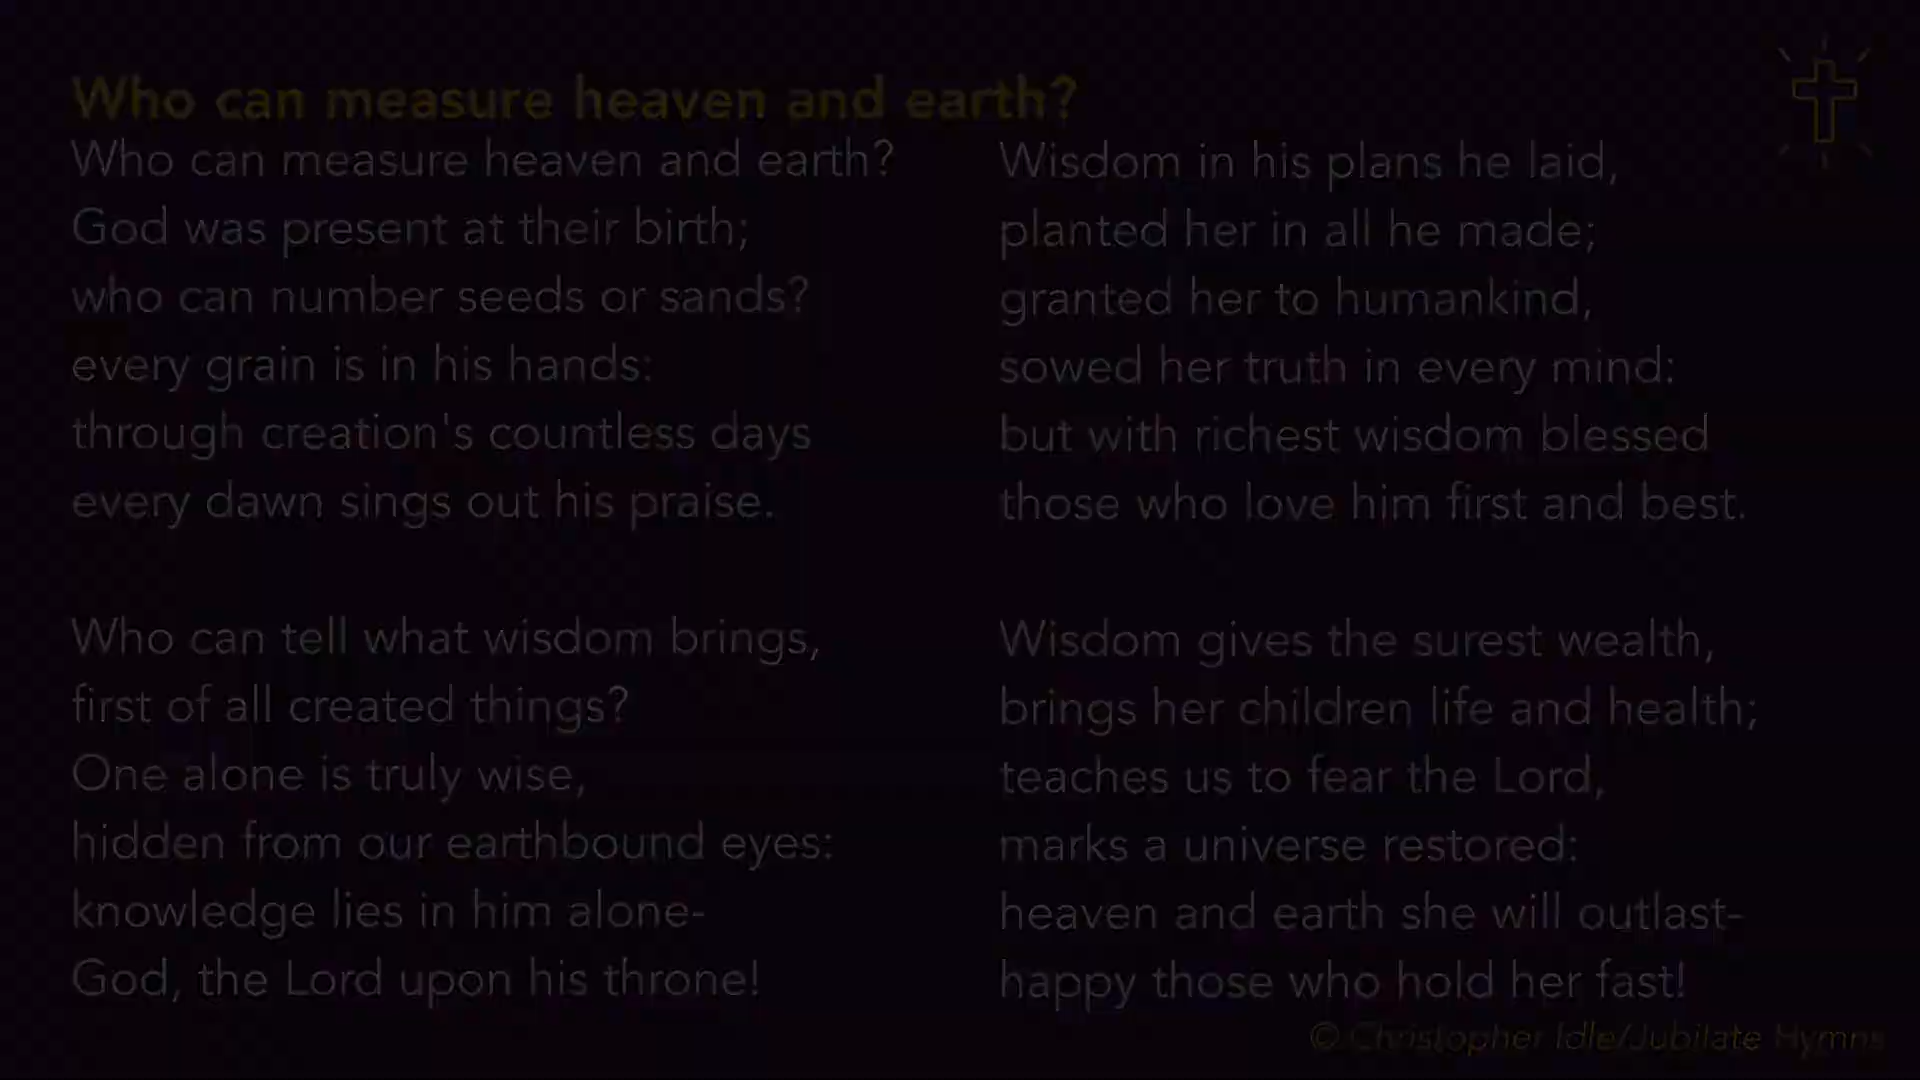 Who can measure heaven and earth?
Who can measure heaven and earth?
God was present at their birth;
who can number seeds or sands?
every grain is in his hands:
through creation's countless days
every dawn sings out his praise.
Who can tell what wisdom brings,
first of all created things?
One alone is truly wise,
hidden from our earthbound eyes:
knowledge lies in him alone-
God, the Lord upon his throne!
Wisdom in his plans he laid,
planted her in all he made;
granted her to humankind,
sowed her truth in every mind:
but with richest wisdom blessed
those who love him first and best.
Wisdom gives the surest wealth,
brings her children life and health;
teaches us to fear the Lord,
marks a universe restored:
heaven and earth she will outlast-
happy those who hold her fast!
© Christopher Idle/Jubilate Hymns